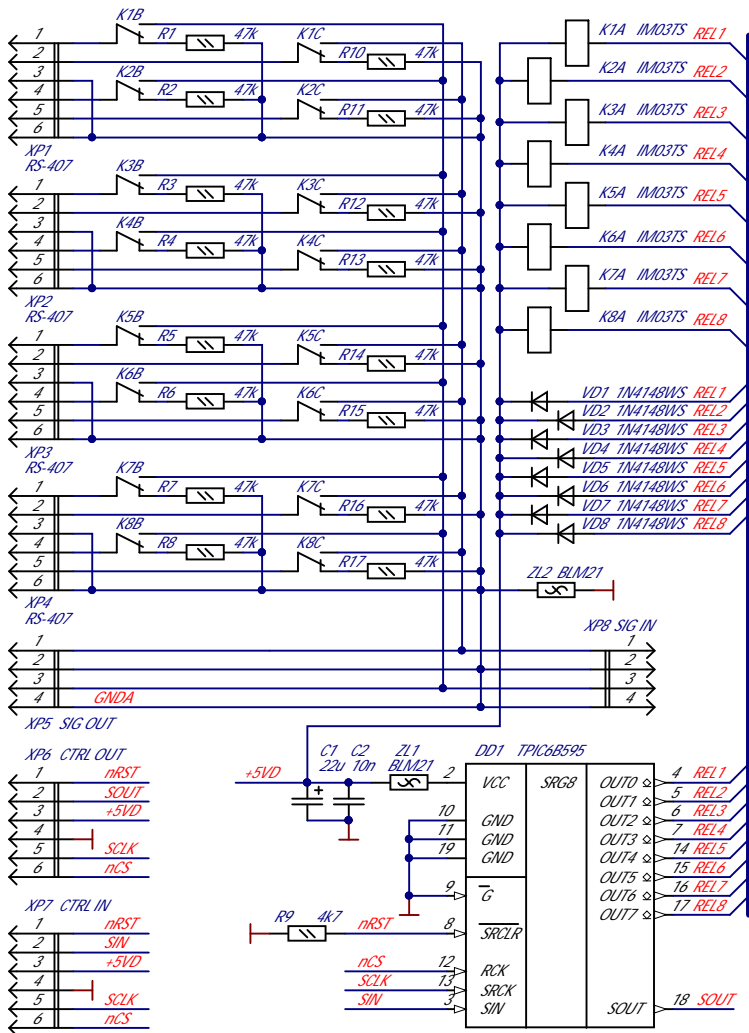 K1B
1 R1 47k K1C
2 R10 47k
3 K2B
4 R2 47k K2C
5 R11 47k
6
XP1
RS-407
K3B
1 R3 47k K3C
2 R12 47k
3 K4B
4 R4 47k K4C
5 R13 47k
6
XP2
RS-407
K5B
1 R5 47k K5C
2 R14 47k
3 K6B
4 R6 47k K6C
5 R15 47k
6
XP3
RS-407
K7B
1 R7 47k K7C
2 R16 47k
3 K8B
4 R8 47k K8C
5 R17 47k
6
XP4
RS-407
K1A IM03TS REL1
K2A IM03TS REL2
K3A IM03TS REL3
K4A IM03TS REL4
K5A IM03TS REL5
K6A IM03TS REL6
K7A IM03TS REL7
K8A IM03TS REL8
VD1 1N4148WS REL1
VD2 1N4148WS REL2
VD3 1N4148WS REL3
VD4 1N4148WS REL4
VD5 1N4148WS REL5
VD6 1N4148WS REL6
VD7 1N4148WS REL7
VD8 1N4148WS REL8
ZL2 BLM21
XP8 SIG IN
1 1
2 2
3 3
4 GNDA 4
XP5 SIG OUT
XP6 CTRL OUT
1 nRST
2 SOUT
3 +5VD
4
5 SCLK
6 nCS
XP7 CTRL IN
1 nRST
2 SIN
3 +5VD
4
5 SCLK
6 nCS
+5VD
C1 C2 ZL1
22u 10n BLM21
DD1 TPIC6B595
2 VCC SRG8 OUT0 4 REL1
OUT1 5 REL2
10 GND OUT2 6 REL3
11 GND OUT3 7 REL4
19 GND OUT4 14 REL5
OUT5 15 REL6
9 G OUT6 16 REL7
OUT7 17 REL8
R9 4k7 nRST 8 SRCLR
nCS 12 RCK
SCLK 13 SRCK
SIN 3 SIN SOUT 18 SOUT